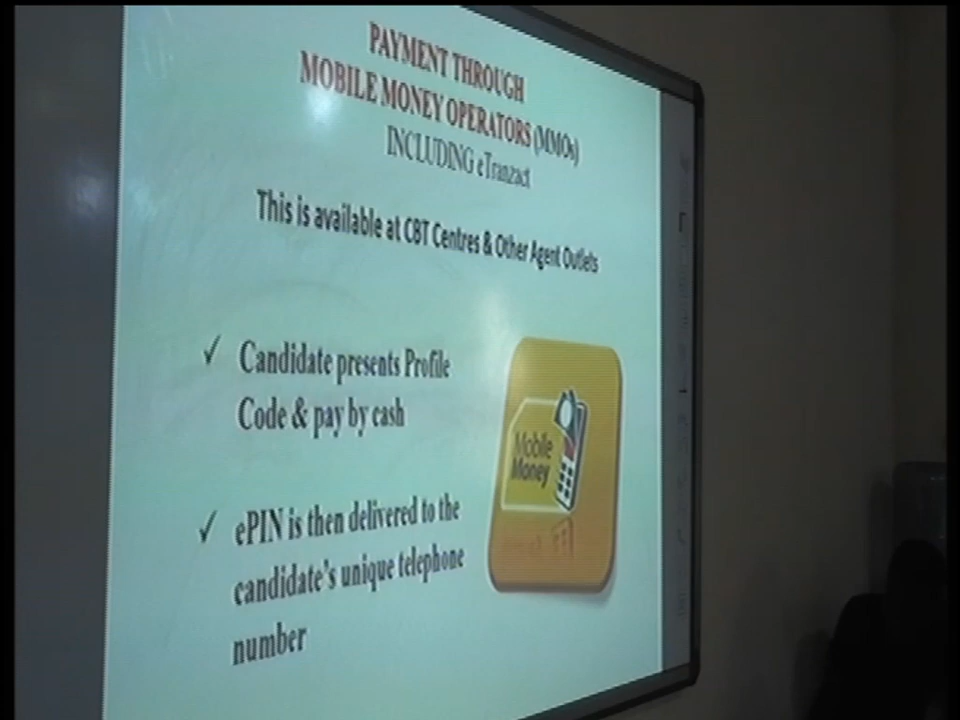 PAYMENT THROUGH
MOBILE MONEY OPERATORS (MMOs)
INCLUDING eTranzact
This is available at CBT Centres & Other Agent Outlets
✓ Candidate presents Profile
Code & pay by cash
✓ ePIN is then delivered to the
candidate's unique telephone
number
Mobile
Money